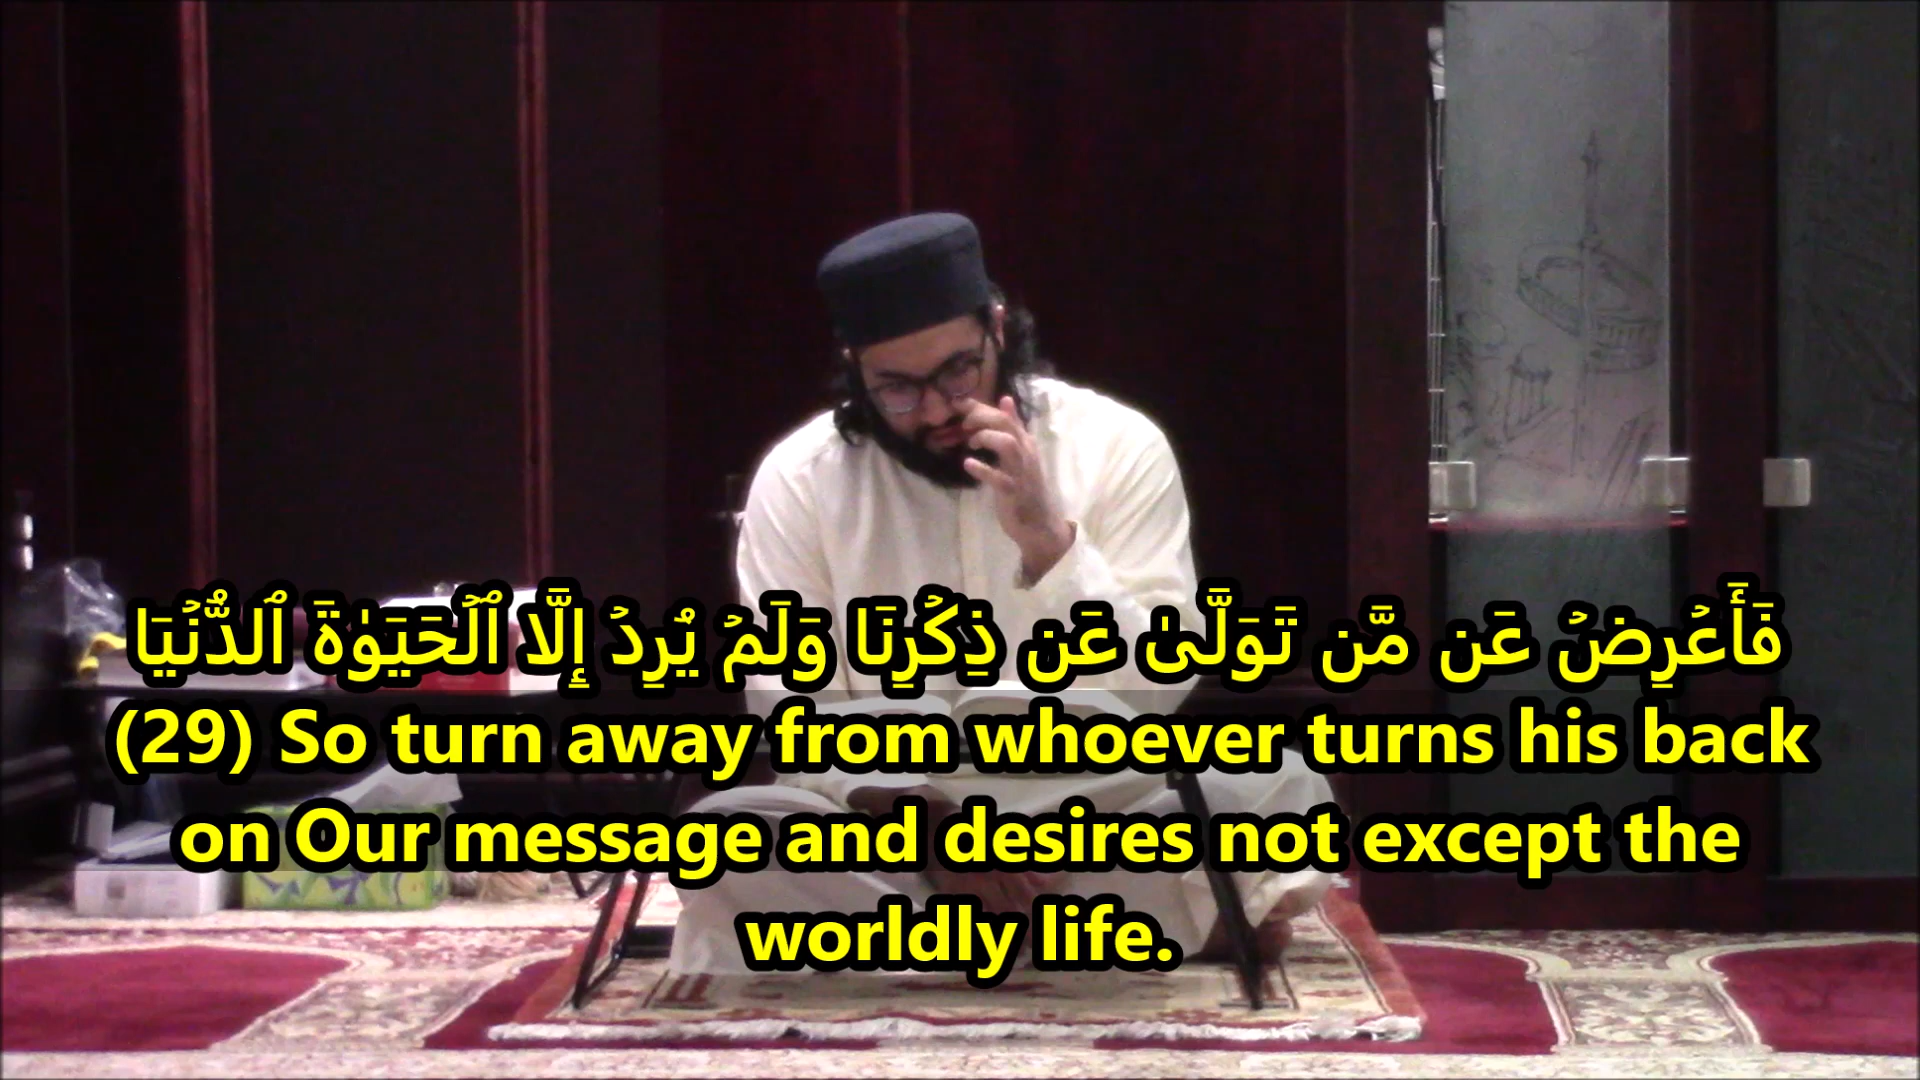 فَأَعْرِضْ عَن مَّن تَوَلَّىٰ عَن ذِكْرِنَا وَلَمْ يُرِدْ إِلَّا ٱلْحَيَوٰةَ ٱلدُّنْيَا
(29) So turn away from whoever turns his back
on Our message and desires not except the
worldly life.